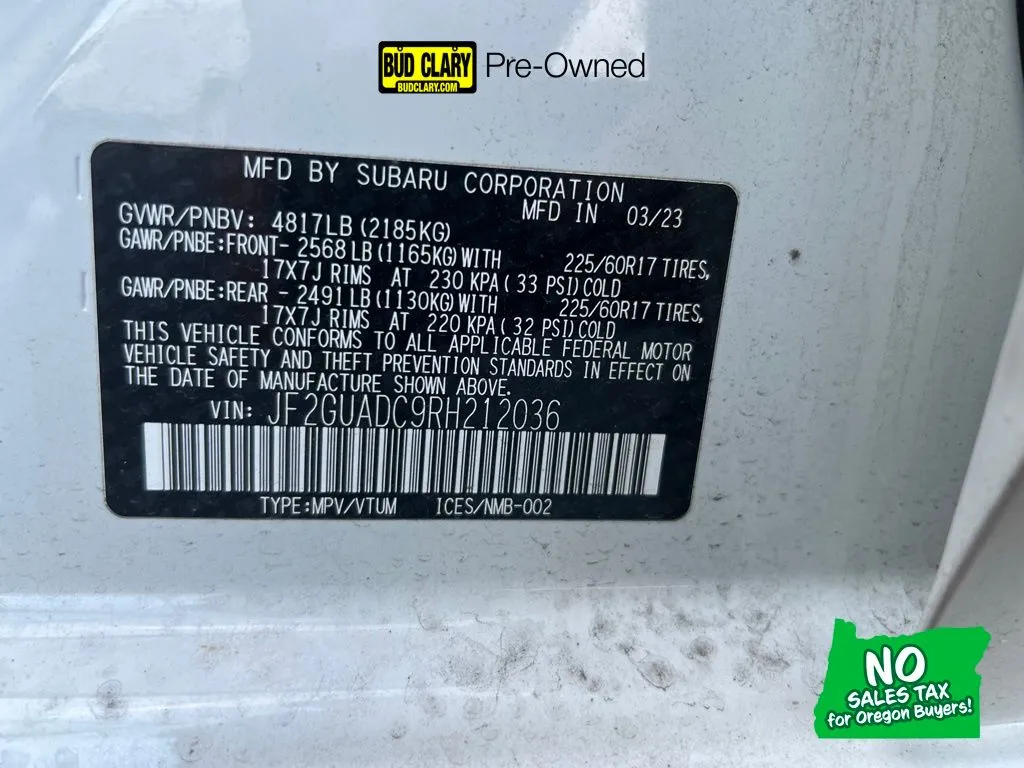 BUD CLARY Pre-Owned
BUDCLARY.COM
MFD BY SUBARU CORPORATION
MFD IN 03/23
GVWR/PNBV: 4817LB (2185KG)
GAWR/PNBE:FRONT- 2568 LB (1165KG) WITH 225/60R17 TIRES,
17X7J RIMS AT 230 KPA ( 33 PSI) COLD
GAWR/PNBE:REAR - 2491 LB (1130KG) WITH 225/60R17 TIRES,
17X7J RIMS AT 220 KPA ( 32 PSI) COLD
THIS VEHICLE CONFORMS TO ALL APPLICABLE FEDERAL MOTOR
VEHICLE SAFETY AND THEFT PREVENTION STANDARDS IN EFFECT ON
THE DATE OF MANUFACTURE SHOWN ABOVE.
VIN: JF2GUADC9RH212036
TYPE:MPV/VTUM ICES/NMB-002
NO
SALES TAX
for Oregon Buyers!